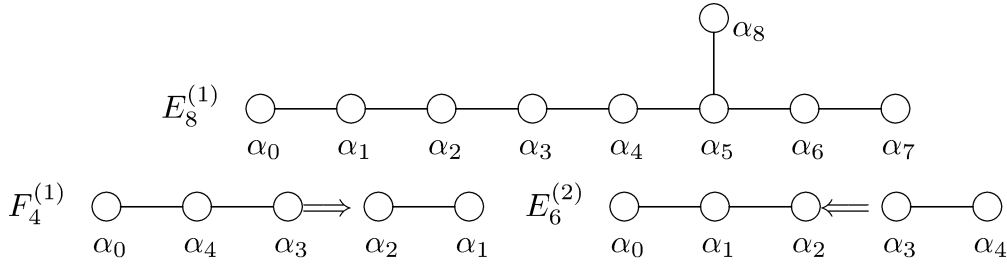 α₈
E₈⁽¹⁾
α₀ α₁ α₂ α₃ α₄ α₅ α₆ α₇
F₄⁽¹⁾ E₆⁽²⁾
α₀ α₄ α₃ α₂ α₁ α₀ α₁ α₂ α₃ α₄